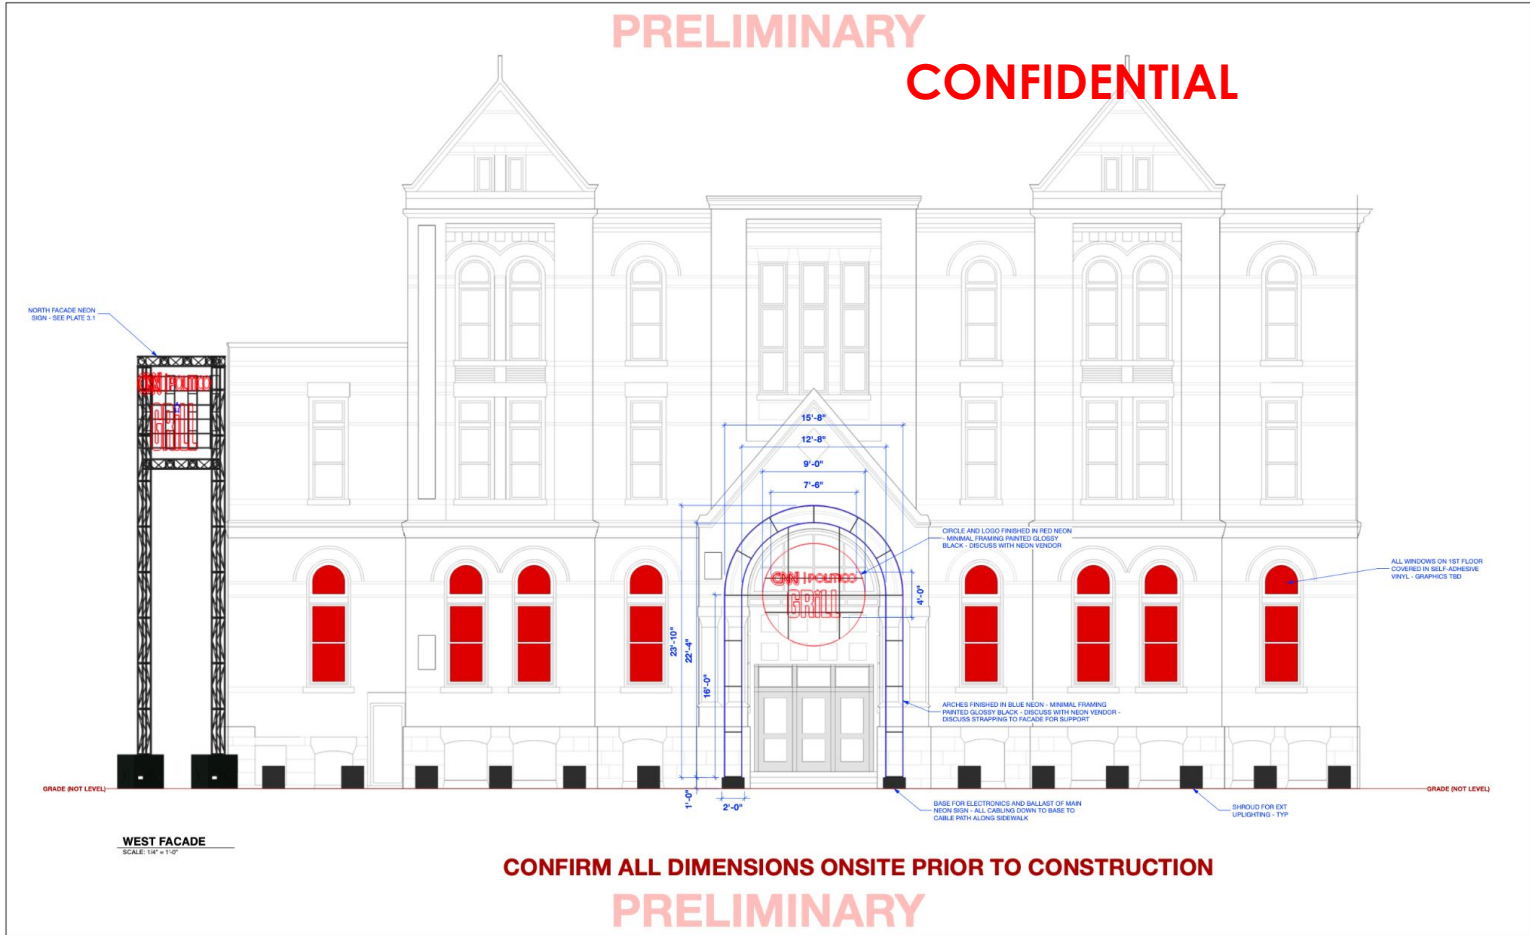 PRELIMINARY
CONFIDENTIAL
NORTH FACADE NEON
SIGN - SEE PLATE 3.1
CNN | POLITICO
GRILL
15'-8"
12'-8"
9'-0"
7'-6"
CIRCLE AND LOGO FINISHED IN RED NEON
- MINIMAL FRAMING PAINTED GLOSSY
BLACK - DISCUSS WITH NEON VENDOR
ALL WINDOWS ON 1ST FLOOR
COVERED IN SELF-ADHESIVE
VINYL - GRAPHICS TBD
CNN | POLITICO
GRILL
4'-0"
23'-10"
22'-4"
16'-0"
ARCHES FINISHED IN BLUE NEON - MINIMAL FRAMING
PAINTED GLOSSY BLACK - DISCUSS WITH NEON VENDOR -
DISCUSS STRAPPING TO FACADE FOR SUPPORT
GRADE (NOT LEVEL)
GRADE (NOT LEVEL)
1'-0"
2'-0"
BASE FOR ELECTRONICS AND BALLAST OF MAIN
NEON SIGN - ALL CABLING DOWN TO BASE TO
CABLE PATH ALONG SIDEWALK
SHROUD FOR EXT
UPLIGHTING - TYP
WEST FACADE
SCALE: 1/4" = 1'-0"
CONFIRM ALL DIMENSIONS ONSITE PRIOR TO CONSTRUCTION
PRELIMINARY